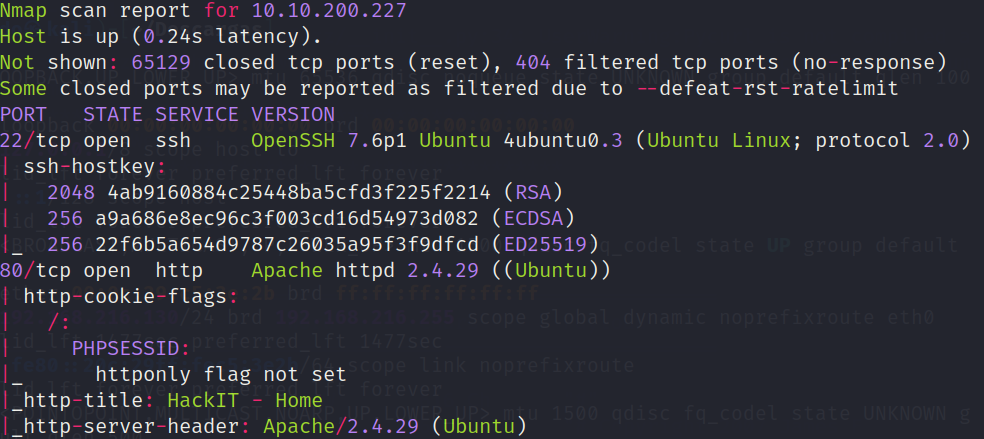 Nmap scan report for 10.10.200.227
Host is up (0.24s latency).
Not shown: 65129 closed tcp ports (reset), 404 filtered tcp ports (no-response)
Some closed ports may be reported as filtered due to --defeat-rst-ratelimit
PORT   STATE SERVICE VERSION
22/tcp open  ssh     OpenSSH 7.6p1 Ubuntu 4ubuntu0.3 (Ubuntu Linux; protocol 2.0)
| ssh-hostkey:
|   2048 4ab9160884c25448ba5cfd3f225f2214 (RSA)
|   256 a9a686e8ec96c3f003cd16d54973d082 (ECDSA)
|_  256 22f6b5a654d9787c26035a95f3f9dfcd (ED25519)
80/tcp open  http    Apache httpd 2.4.29 ((Ubuntu))
| http-cookie-flags:
|   /:
|     PHPSESSID:
|_      httponly flag not set
|_http-title: HackIT - Home
|_http-server-header: Apache/2.4.29 (Ubuntu)